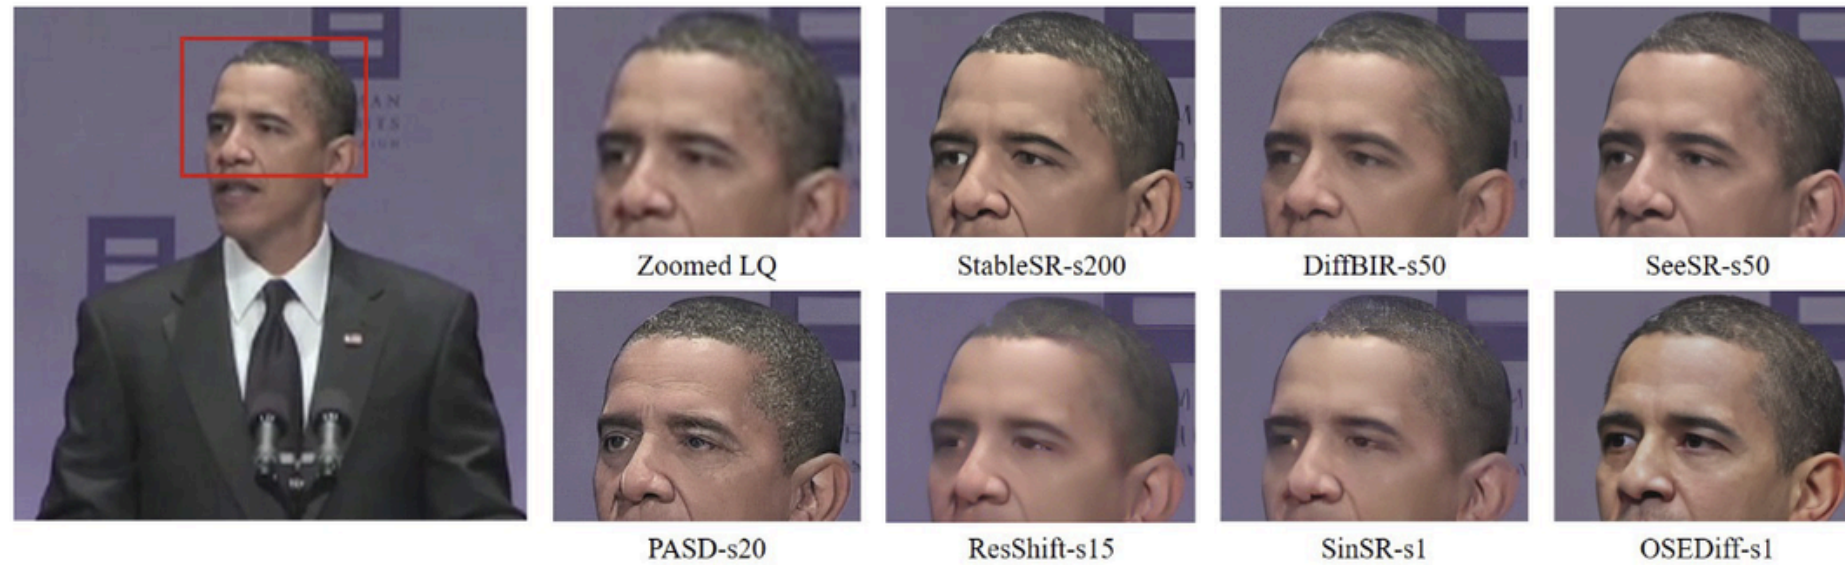 Zoomed LQ
StableSR-s200
DiffBIR-s50
SeeSR-s50
PASD-s20
ResShift-s15
SinSR-s1
OSEDiff-s1